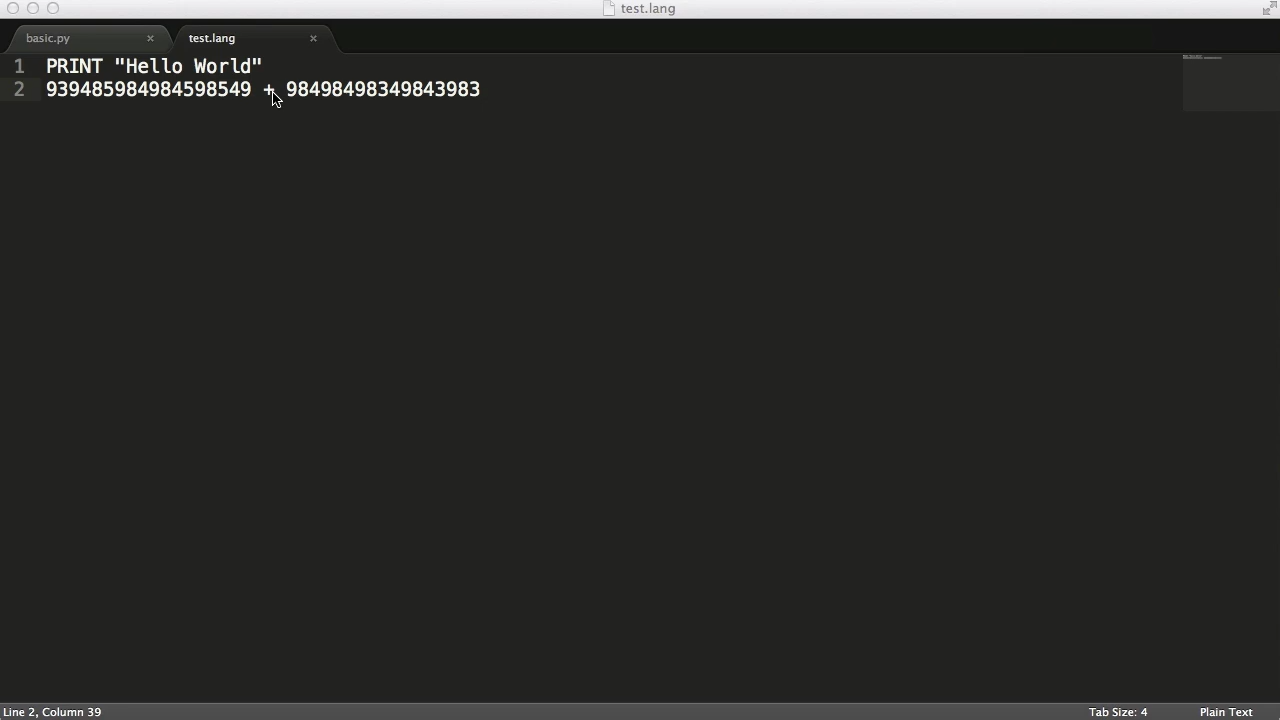 test.lang
basic.py × test.lang ×
1 PRINT "Hello World"
2 939485984984598549 + 98498498349843983
Line 2, Column 39 Tab Size: 4 Plain Text